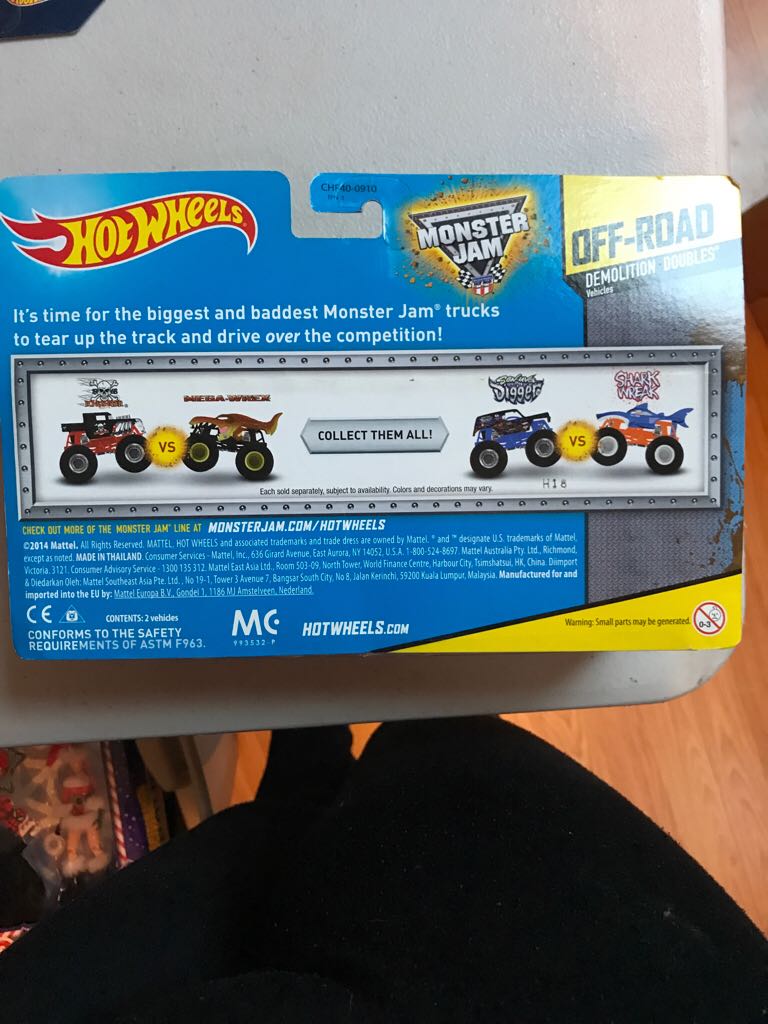 CHF40-0910
HOT WHEELS
MONSTER JAM
OFF-ROAD
DEMOLITION DOUBLES™
Vehicles
It's time for the biggest and baddest Monster Jam® trucks
to tear up the track and drive over the competition!
MEGA-WREX
VS
COLLECT THEM ALL!
Son-uva Digger
SHARK WREAK
VS
H18
Each sold separately, subject to availability. Colors and decorations may vary.
CHECK OUT MORE OF THE MONSTER JAM® LINE AT MONSTERJAM.COM/HOTWHEELS
©2014 Mattel. All Rights Reserved. MATTEL, HOT WHEELS and associated trademarks and trade dress are owned by Mattel. ® and ™ designate U.S. trademarks of Mattel,
except as noted. MADE IN THAILAND. Consumer Services - Mattel, Inc., 636 Girard Avenue, East Aurora, NY 14052, U.S.A. 1-800-524-8697. Mattel Australia Pty. Ltd., Richmond,
Victoria. 3121. Consumer Advisory Service - 1300 135 312. Mattel East Asia Ltd., Room 503-09, North Tower, World Finance Centre, Harbour City, Tsimshatsui, HK, China. Diimport
& Diedarkan Oleh: Mattel Southeast Asia Pte. Ltd., No 19-1, Tower 3 Avenue 7, Bangsar South City, No 8, Jalan Kerinchi, 59200 Kuala Lumpur, Malaysia. Manufactured for and
imported into the EU by: Mattel Europa B.V., Gondel 1, 1186 MJ Amstelveen, Nederland.
CE
CONTENTS: 2 vehicles
CONFORMS TO THE SAFETY
REQUIREMENTS OF ASTM F963.
MC
993532-P
HOTWHEELS.COM
Warning: Small parts may be generated.
0-3